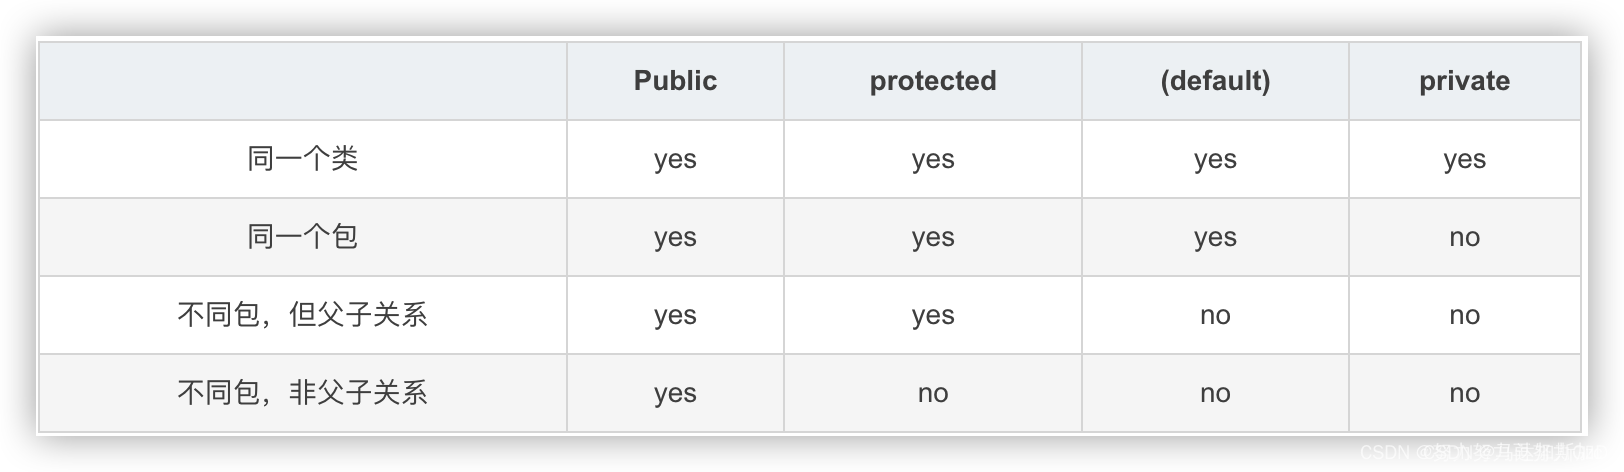 Public protected (default) private
同一个类 yes yes yes yes
同一个包 yes yes yes no
不同包，但父子关系 yes yes no no
不同包，非父子关系 yes no no no
CSDN